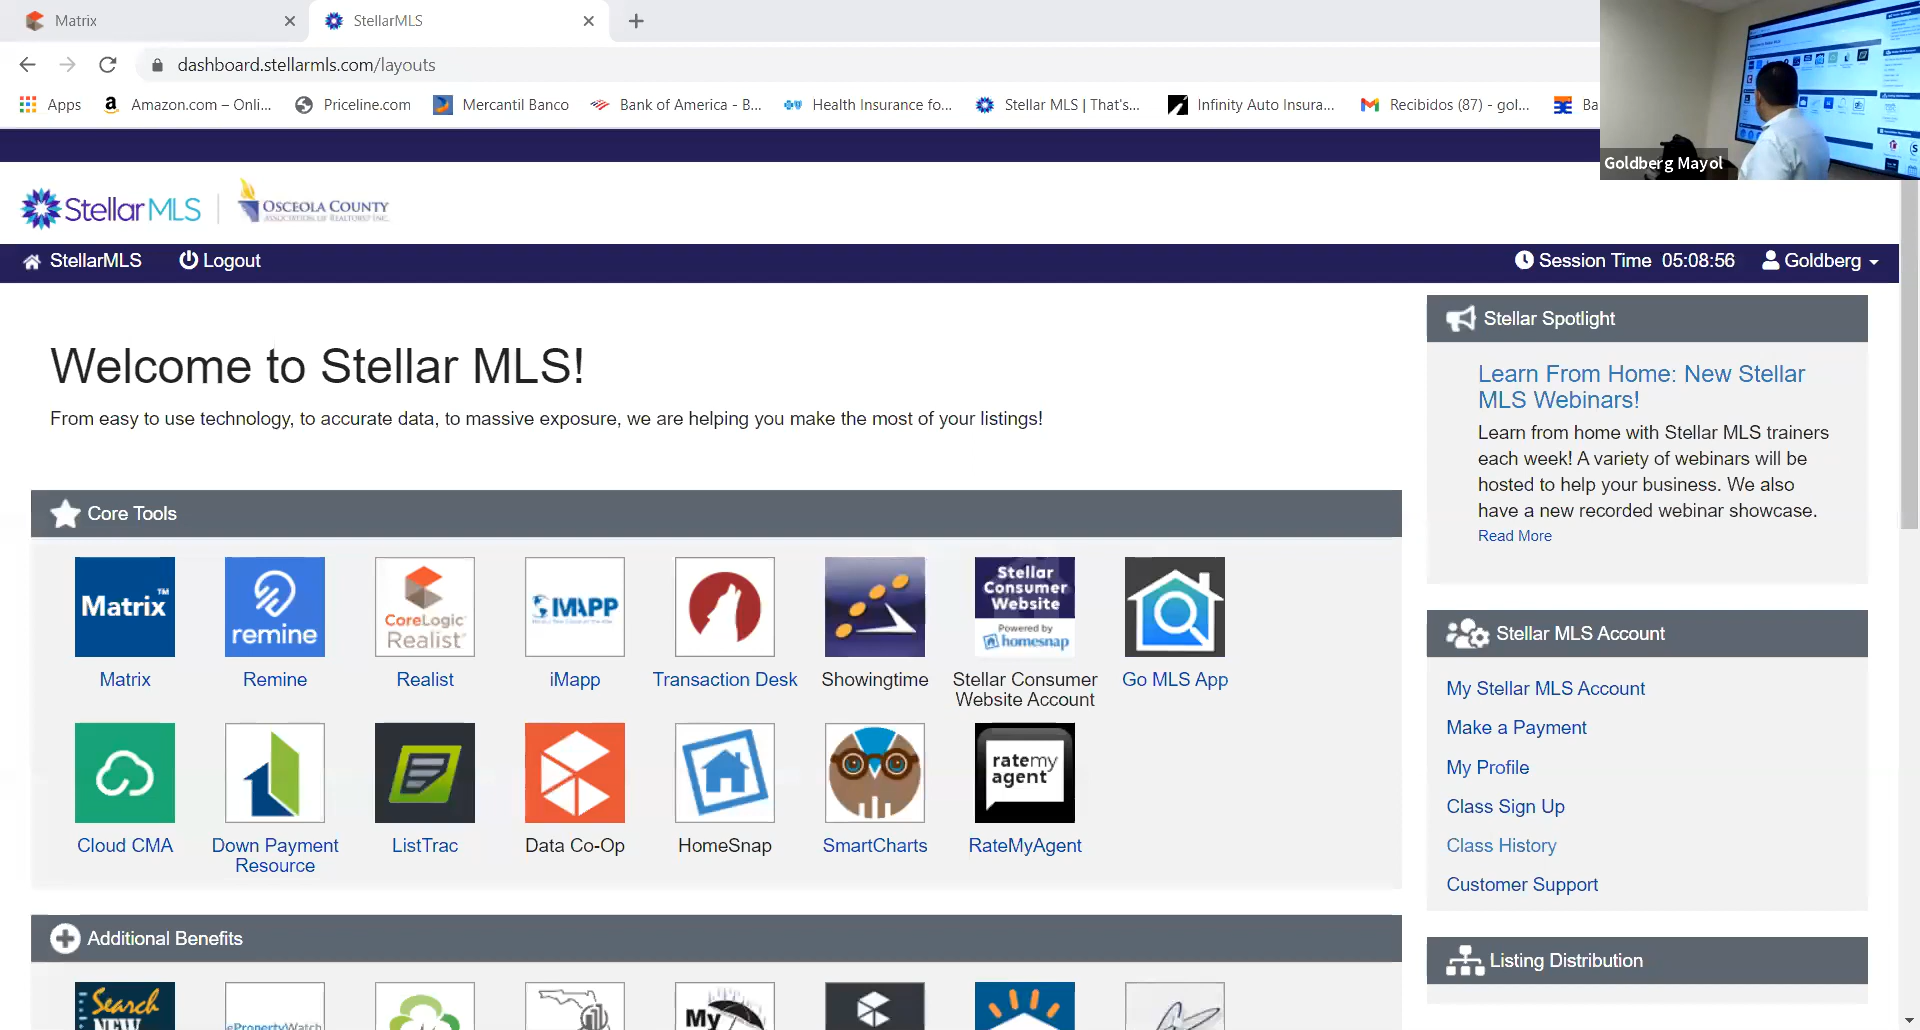 Matrix
StellarMLS
dashboard.stellarmls.com/layouts
Apps
Amazon.com – Onli...
Priceline.com
Mercantil Banco
Bank of America - B...
Health Insurance fo...
Stellar MLS | That's...
Infinity Auto Insura...
Recibidos (87) - gol...
Ba
Goldberg Mayol
StellarMLS
OSCEOLA COUNTY
ASSOCIATION OF REALTORS® INC.
StellarMLS
Logout
Session Time 05:08:56
Goldberg
Welcome to Stellar MLS!
From easy to use technology, to accurate data, to massive exposure, we are helping you make the most of your listings!
Stellar Spotlight
Learn From Home: New Stellar
MLS Webinars!
Learn from home with Stellar MLS trainers
each week! A variety of webinars will be
hosted to help your business. We also
have a new recorded webinar showcase.
Read More
Core Tools
Matrix™
remine
CoreLogic
Realist
IMAPP
Stellar
Consumer
Website
Powered by
homesnap
Matrix
Remine
Realist
iMapp
Transaction Desk
Showingtime
Stellar Consumer
Website Account
Go MLS App
ratemy
agent
Cloud CMA
Down Payment
Resource
ListTrac
Data Co-Op
HomeSnap
SmartCharts
RateMyAgent
Stellar MLS Account
My Stellar MLS Account
Make a Payment
My Profile
Class Sign Up
Class History
Customer Support
Additional Benefits
Search
NEW
ePropertyWatch
My
Listing Distribution